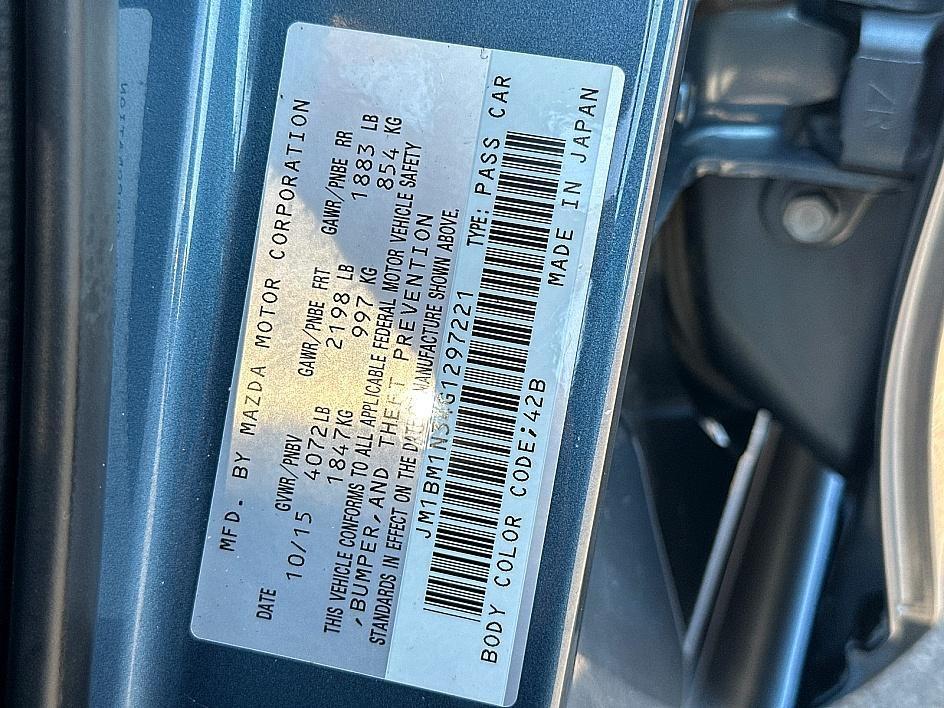 MFD. BY MAZDA MOTOR CORPORATION
DATE GVWR/PNBV GAWR/PNBE FRT GAWR/PNBE RR
10/15 4072LB 2198 LB 1883 LB
1847KG 997 KG 854 KG
THIS VEHICLE CONFORMS TO ALL APPLICABLE FEDERAL MOTOR VEHICLE SAFETY
,BUMPER,AND THEFT PREVENTION
STANDARDS IN EFFECT ON THE DATE OF MANUFACTURE SHOWN ABOVE.
JM1BM1N34G1297221 TYPE: PASS CAR
BODY COLOR CODE;42B MADE IN JAPAN